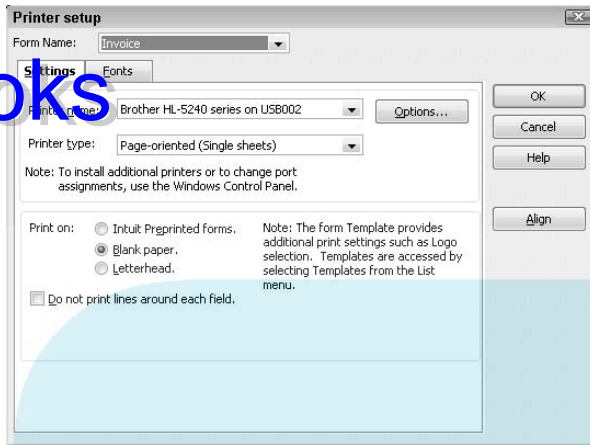 Printer setup
Form Name: Invoice
Settings Fonts
oks
Printer name: Brother HL-5240 series on USB002 Options...
Printer type: Page-oriented (Single sheets)
Note: To install additional printers or to change port
assignments, use the Windows Control Panel.
OK
Cancel
Help
Align
Print on:
Intuit Preprinted forms.
Blank paper.
Letterhead.
Do not print lines around each field.
Note: The form Template provides
additional print settings such as Logo
selection. Templates are accessed by
selecting Templates from the List
menu.